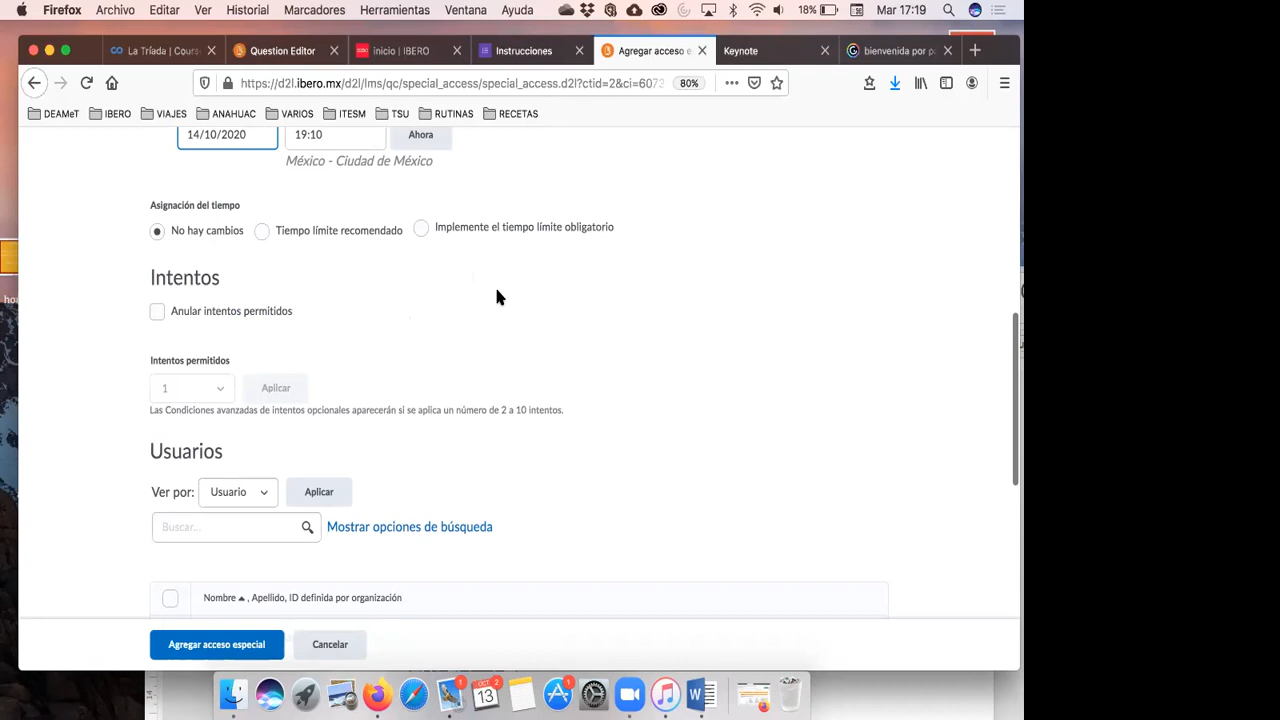 Firefox Archivo Editar Ver Historial Marcadores Herramientas Ventana Ayuda 18% Mar 17:19
La Tríada | Cours Question Editor inicio | IBERO Instrucciones Agregar acceso e Keynote bienvenida por p
https://d2l.ibero.mx/d2l/lms/qc/special_access/special_access.d2l?ctid=2&ci=6073 80%
DEAMeT IBERO VIAJES ANAHUAC VARIOS ITESM TSU RUTINAS RECETAS
14/10/2020 19:10 Ahora
México - Ciudad de México
Asignación del tiempo
No hay cambios Tiempo límite recomendado Implemente el tiempo límite obligatorio
Intentos
Anular intentos permitidos
Intentos permitidos
1 Aplicar
Las Condiciones avanzadas de intentos opcionales aparecerán si se aplica un número de 2 a 10 intentos.
Usuarios
Ver por: Usuario Aplicar
Buscar... Mostrar opciones de búsqueda
Nombre , Apellido, ID definida por organización
Agregar acceso especial Cancelar
1 OCT 13 2 1